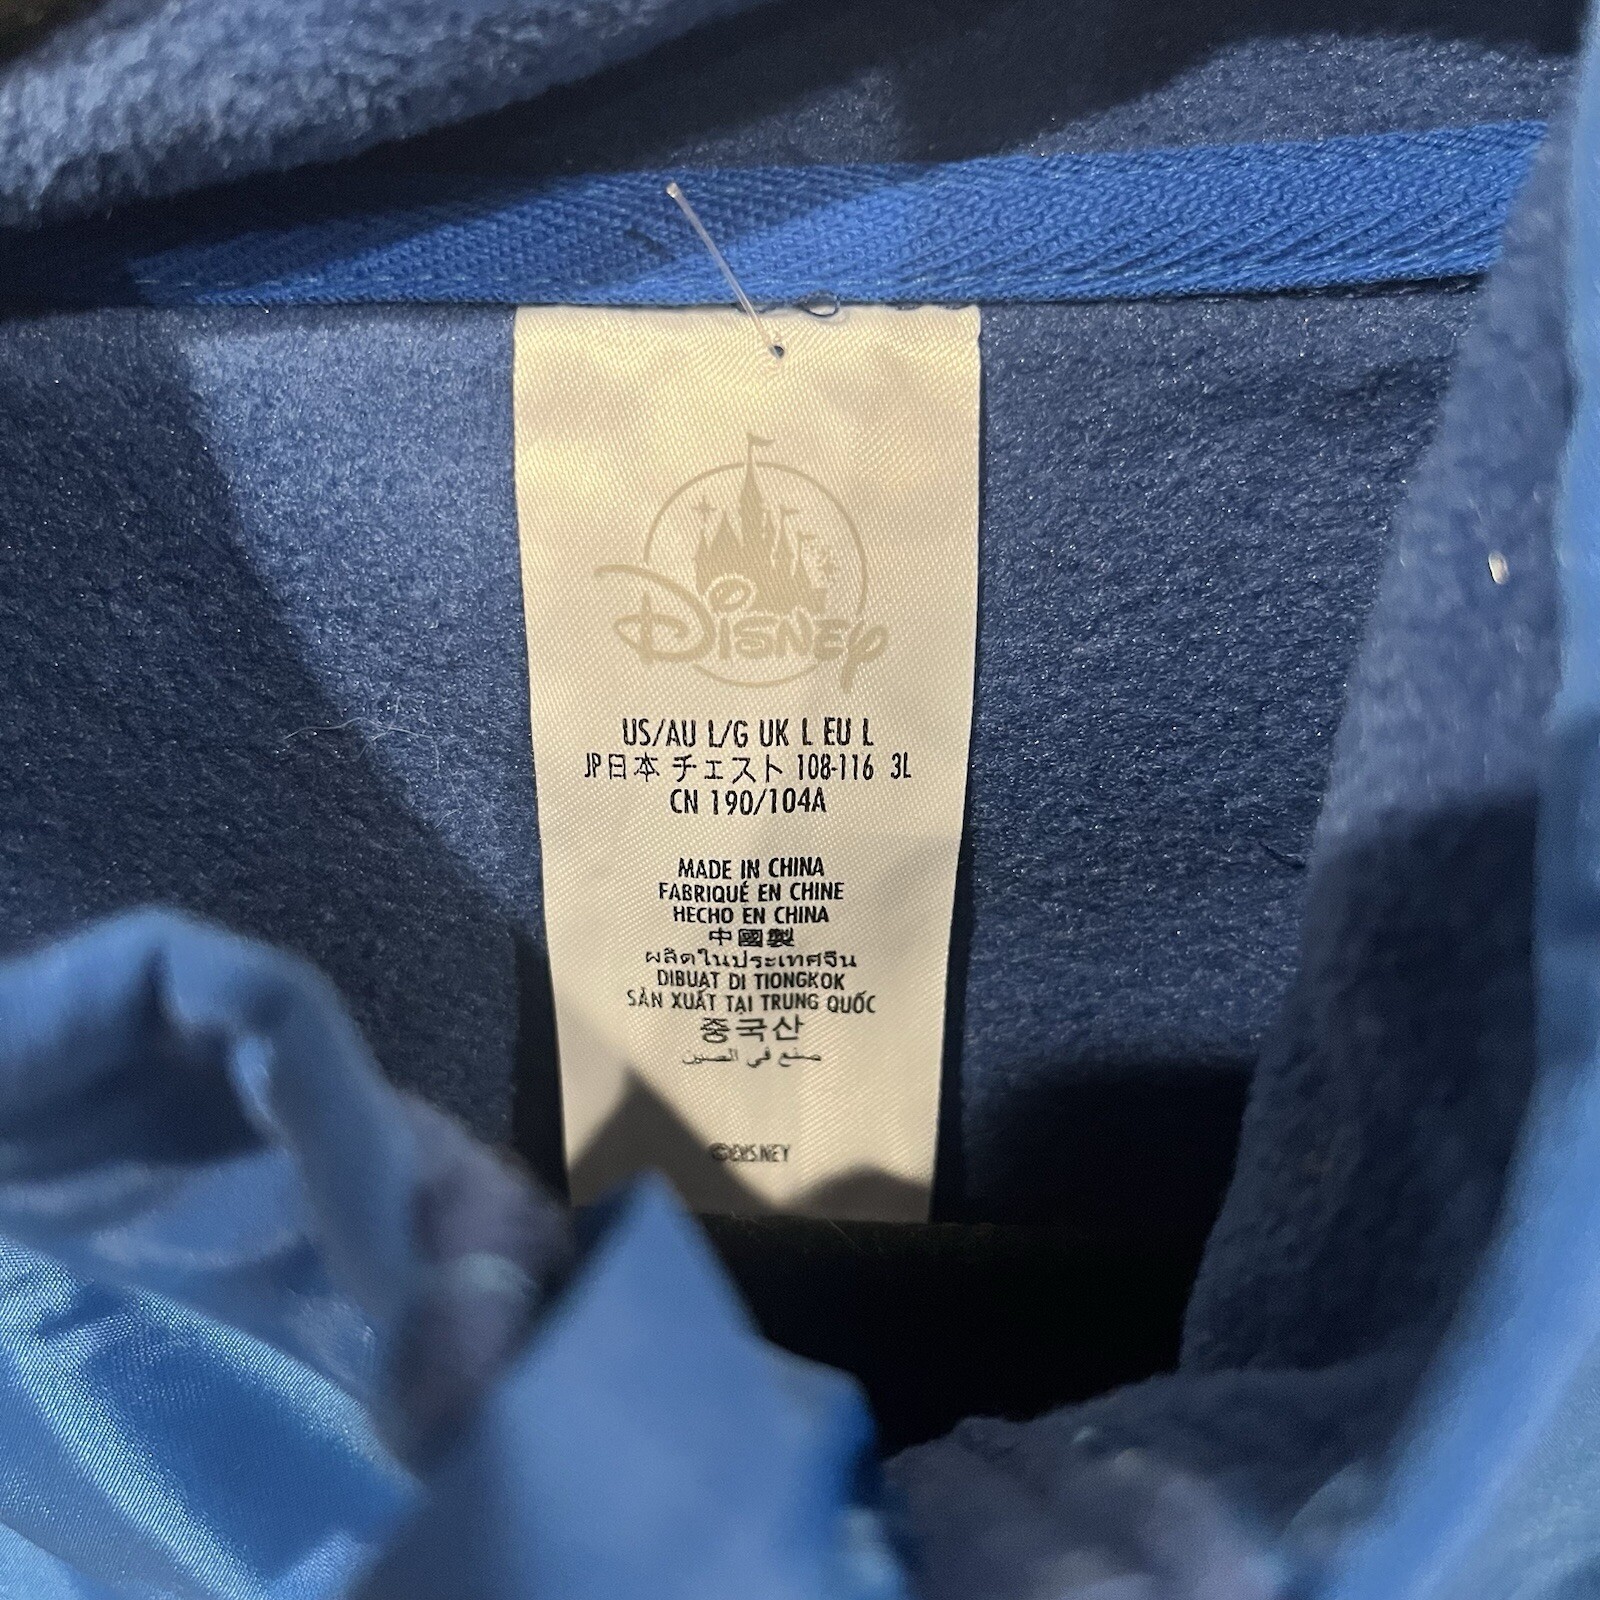 Disney
US/AU L/G UK L EU L
JP日本 チェスト 108-116 3L
CN 190/104A
MADE IN CHINA
FABRIQUÉ EN CHINE
HECHO EN CHINA
中國製
ผลิตในประเทศจีน
DIBUAT DI TIONGKOK
SẢN XUẤT TẠI TRUNG QUỐC
중국산
صنع في الصين
©DISNEY